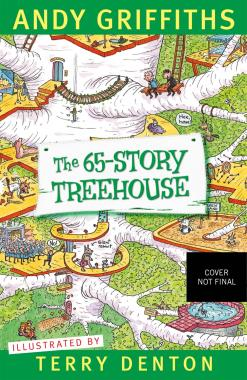 ANDY GRIFFITHS
The 65-STORY
TREEHOUSE
COVER
NOT FINAL
ILLUSTRATED BY
TERRY DENTON